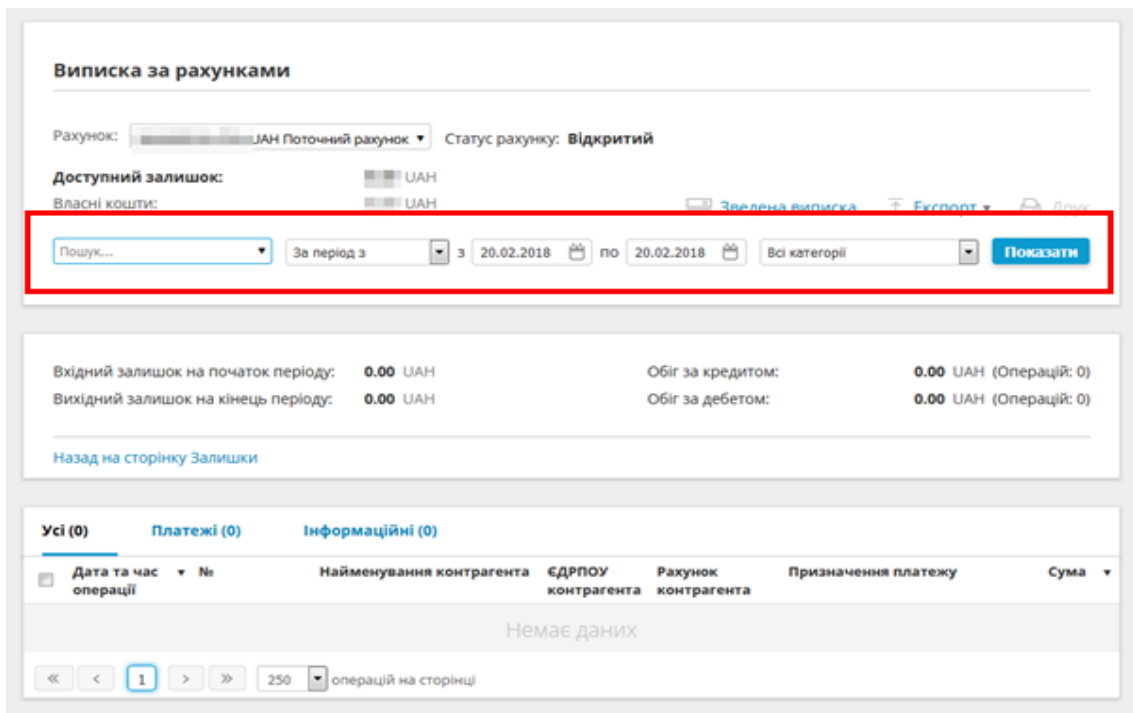 Виписка за рахунками
Рахунок: UAH Поточний рахунок Статус рахунку: Відкритий
Доступний залишок: UAH
Власні кошти: UAH
Зведена виписка Експорт Друк
Пошук... За період з з 20.02.2018 по 20.02.2018 Всі категорії Показати
Вхідний залишок на початок періоду: 0.00 UAH Обіг за кредитом: 0.00 UAH (Операцій: 0)
Вихідний залишок на кінець періоду: 0.00 UAH Обіг за дебетом: 0.00 UAH (Операцій: 0)
Назад на сторінку Залишки
Усі (0) Платежі (0) Інформаційні (0)
Дата та час операції № Найменування контрагента ЄДРПОУ контрагента Рахунок контрагента Призначення платежу Сума
Немає даних
« < 1 > » 250 операцій на сторінці